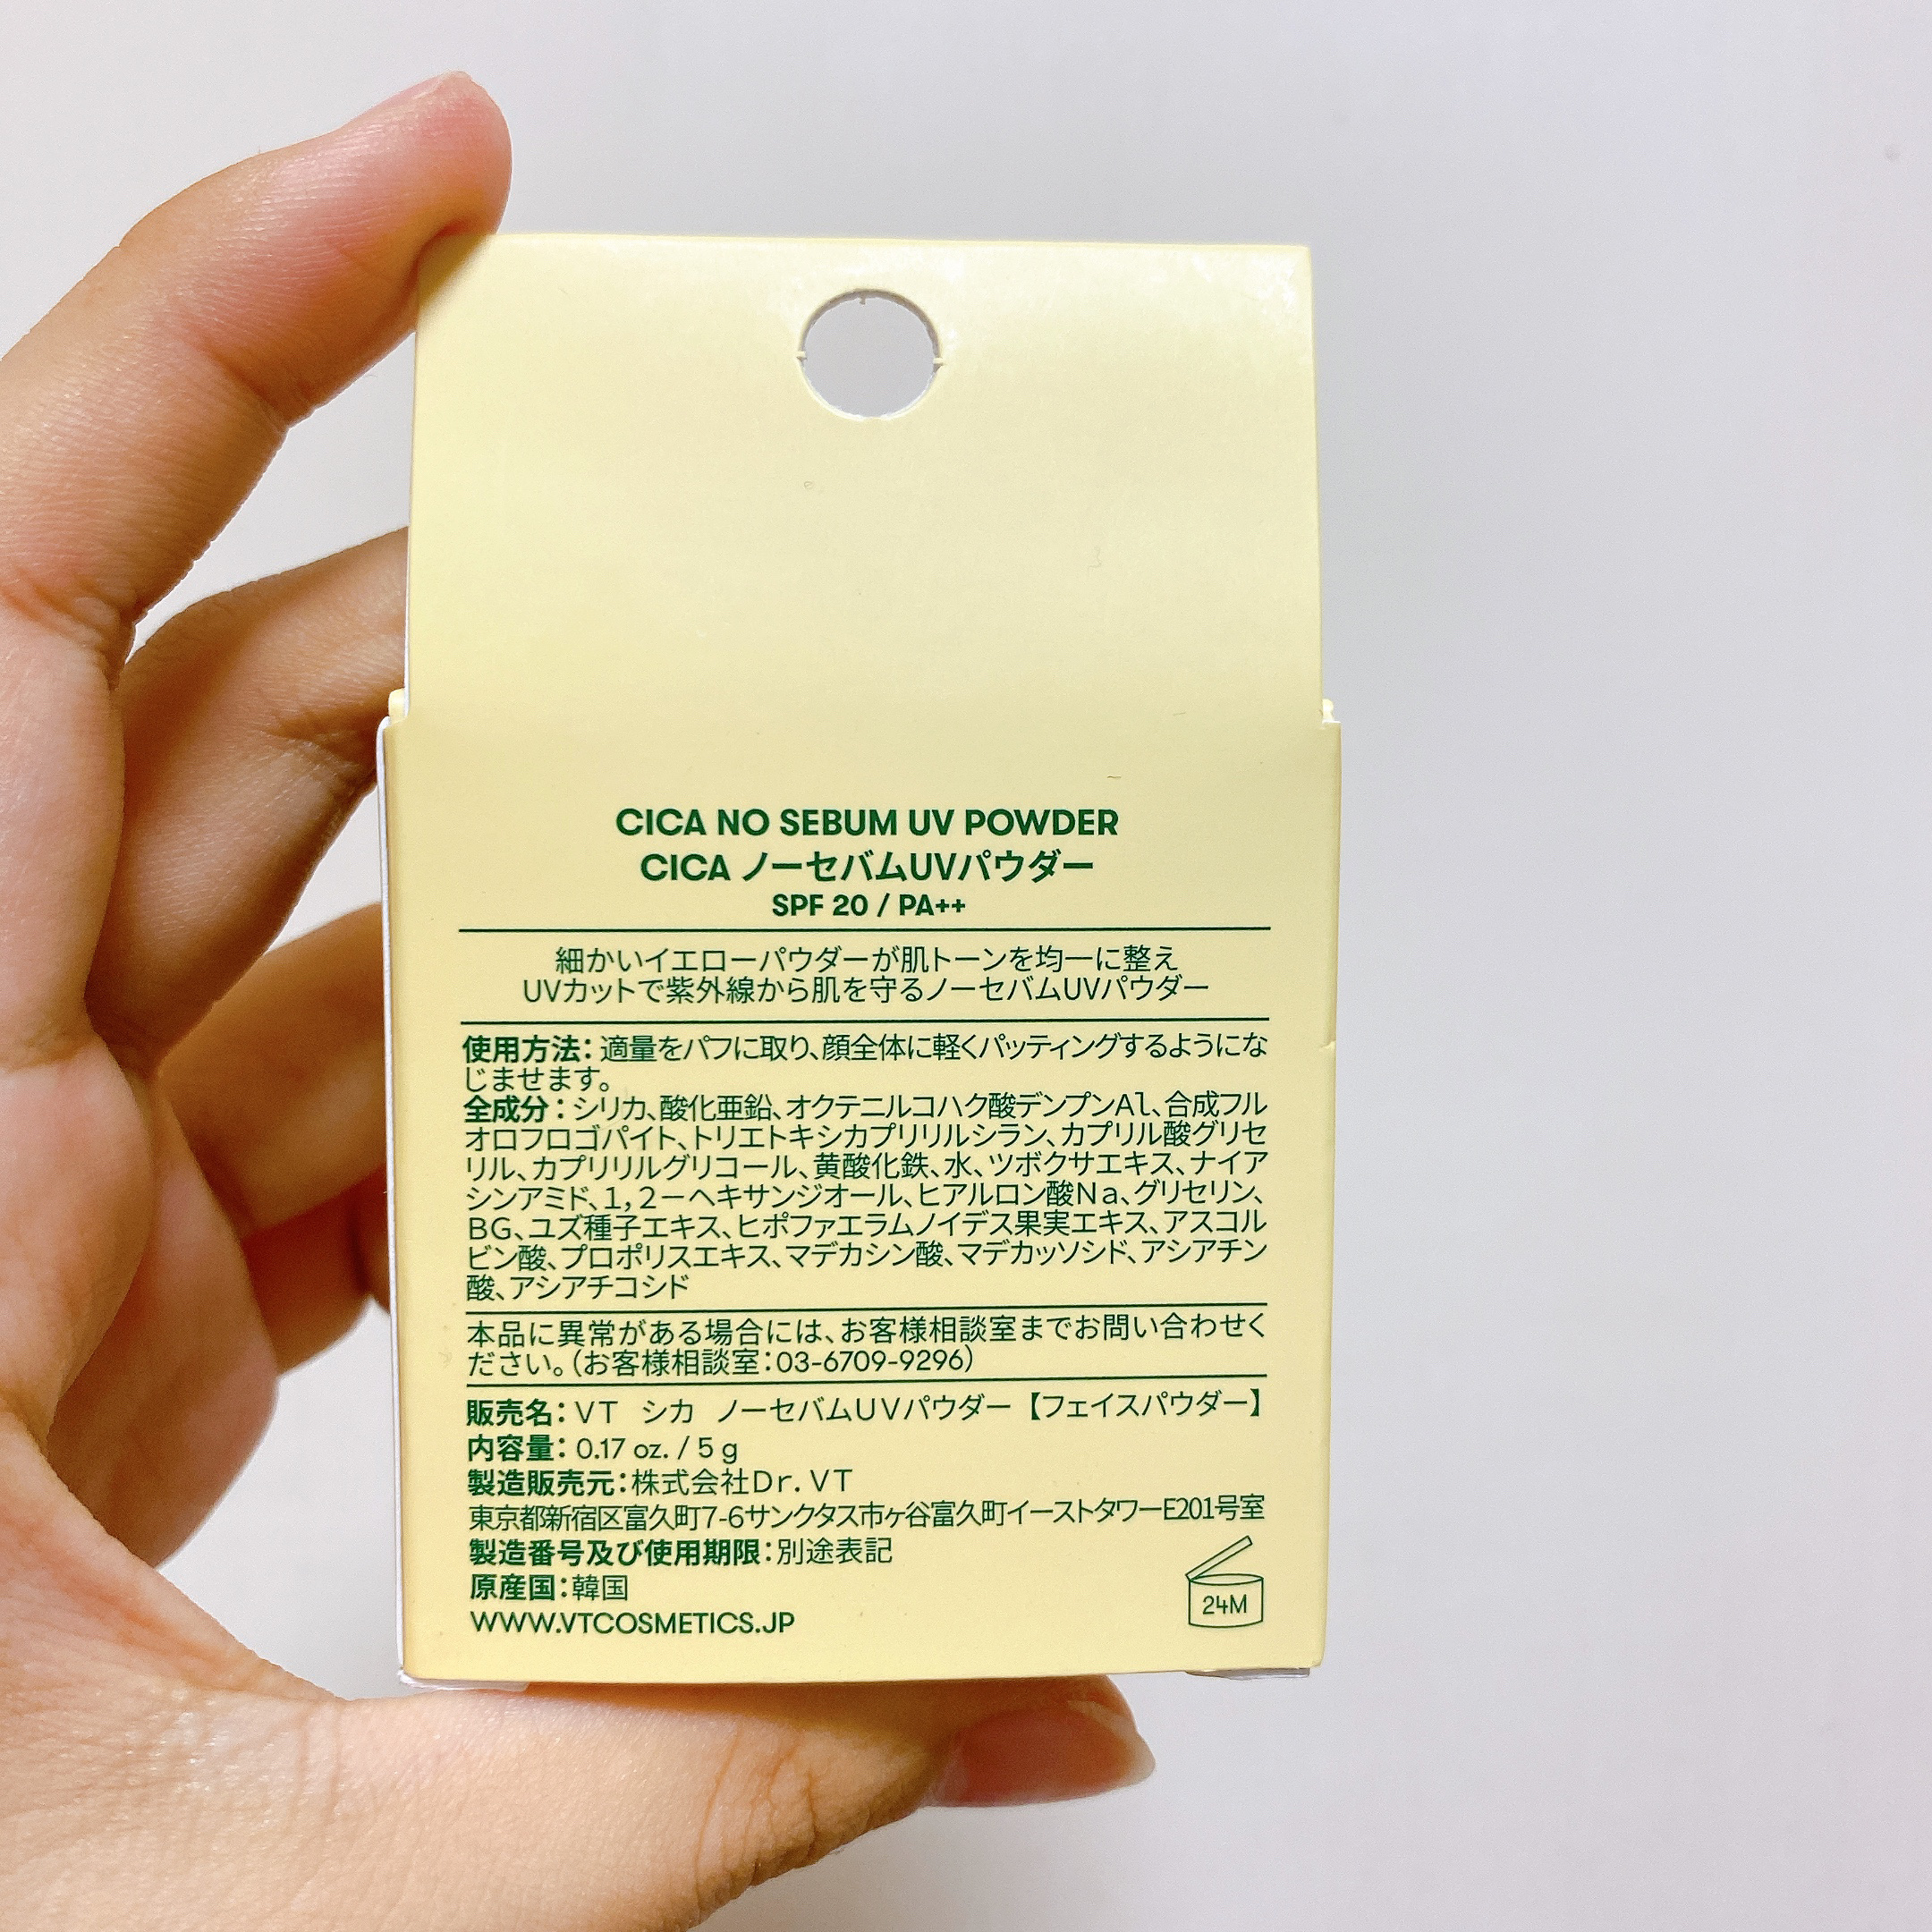 CICA NO SEBUM UV POWDER
CICA ノーセバムUVパウダー
SPF 20 / PA++
細かいイエローパウダーが肌トーンを均一に整え
UVカットで紫外線から肌を守るノーセバムUVパウダー
使用方法：適量をパフに取り、顔全体に軽くパッティングするようにな
じませます。
全成分：シリカ、酸化亜鉛、オクテニルコハク酸デンプンAl、合成フル
オロフロゴパイト、トリエトキシカプリリルシラン、カプリル酸グリセ
リル、カプリリルグリコール、黄酸化鉄、水、ツボクサエキス、ナイア
シンアミド、１，２－ヘキサンジオール、ヒアルロン酸Ｎａ、グリセリン、
ＢＧ、ユズ種子エキス、ヒポファエラムノイデス果実エキス、アスコル
ビン酸、プロポリスエキス、マデカシン酸、マデカッソシド、アシアチン
酸、アシアチコシド
本品に異常がある場合には、お客様相談室までお問い合わせく
ださい。（お客様相談室：03-6709-9296）
販売名：ＶＴ　シカ　ノーセバムＵＶパウダー【フェイスパウダー】
内容量：0.17 oz. / 5 g
製造販売元：株式会社Ｄｒ．ＶＴ
東京都新宿区富久町7-6サンクタス市ヶ谷富久町イーストタワーE201号室
製造番号及び使用期限：別途表記
原産国：韓国
WWW.VTCOSMETICS.JP
24M